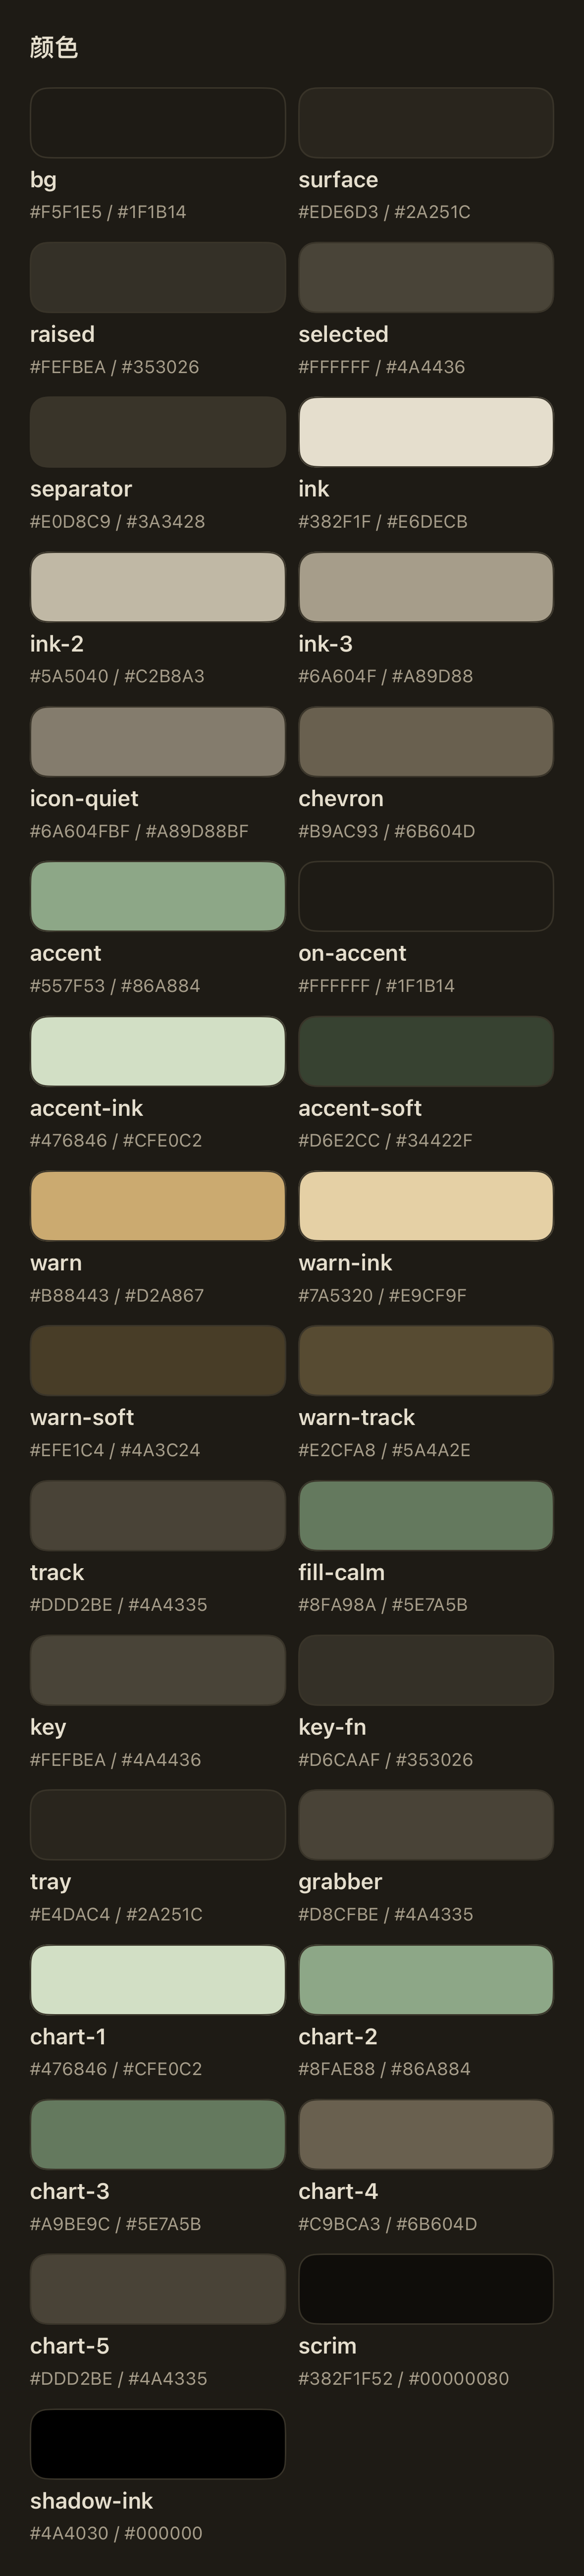 颜色
bg
#F5F1E5 / #1F1B14
surface
#EDE6D3 / #2A251C
raised
#FEFBEA / #353026
selected
#FFFFFF / #4A4436
separator
#E0D8C9 / #3A3428
ink
#382F1F / #E6DECB
ink-2
#5A5040 / #C2B8A3
ink-3
#6A604F / #A89D88
icon-quiet
#6A604FBF / #A89D88BF
chevron
#B9AC93 / #6B604D
accent
#557F53 / #86A884
on-accent
#FFFFFF / #1F1B14
accent-ink
#476846 / #CFE0C2
accent-soft
#D6E2CC / #34422F
warn
#B88443 / #D2A867
warn-ink
#7A5320 / #E9CF9F
warn-soft
#EFE1C4 / #4A3C24
warn-track
#E2CFA8 / #5A4A2E
track
#DDD2BE / #4A4335
fill-calm
#8FA98A / #5E7A5B
key
#FEFBEA / #4A4436
key-fn
#D6CAAF / #353026
tray
#E4DAC4 / #2A251C
grabber
#D8CFBE / #4A4335
chart-1
#476846 / #CFE0C2
chart-2
#8FAE88 / #86A884
chart-3
#A9BE9C / #5E7A5B
chart-4
#C9BCA3 / #6B604D
chart-5
#DDD2BE / #4A4335
scrim
#382F1F52 / #00000080
shadow-ink
#4A4030 / #000000